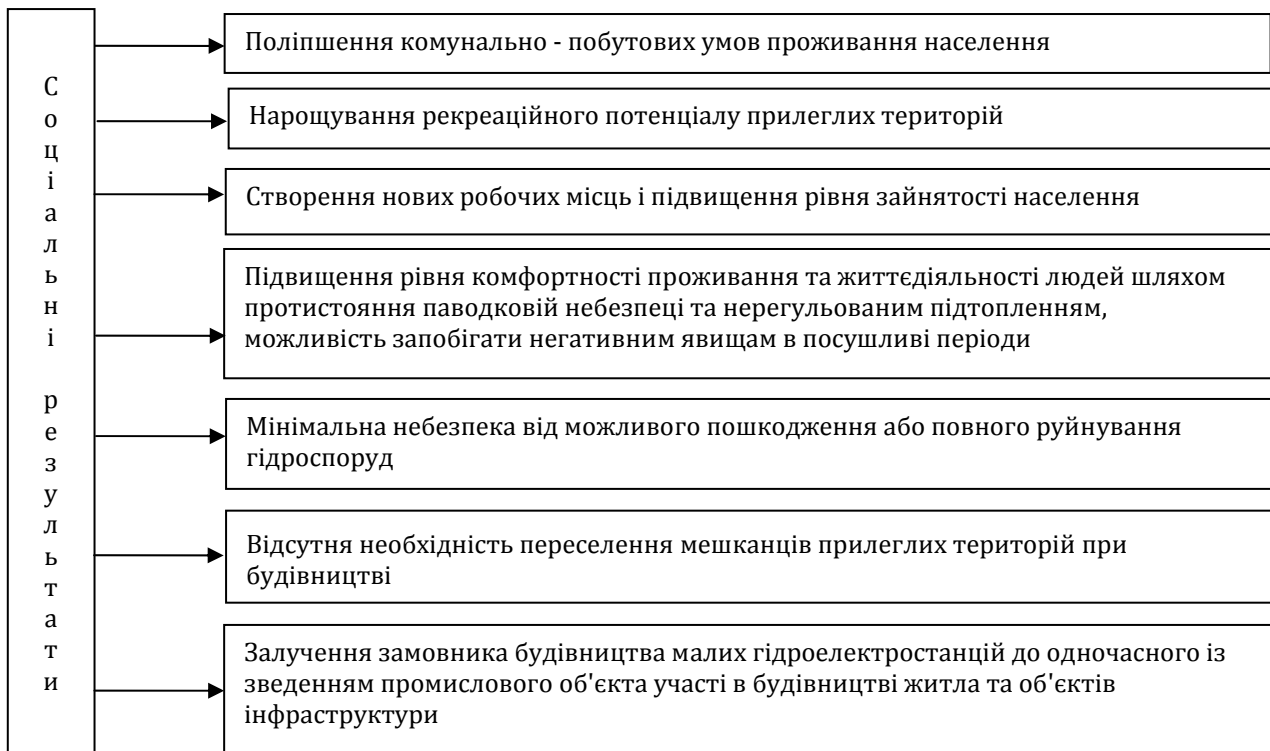 Соціальні результати
Поліпшення комунально - побутових умов проживання населення
Нарощування рекреаційного потенціалу прилеглих територій
Створення нових робочих місць і підвищення рівня зайнятості населення
Підвищення рівня комфортності проживання та життєдіяльності людей шляхом
протистояння паводковій небезпеці та нерегульованим підтопленням,
можливість запобігати негативним явищам в посушливі періоди
Мінімальна небезпека від можливого пошкодження або повного руйнування
гідроспоруд
Відсутня необхідність переселення мешканців прилеглих територій при
будівництві
Залучення замовника будівництва малих гідроелектростанцій до одночасного із
зведенням промислового об'єкта участі в будівництві житла та об'єктів
інфраструктури